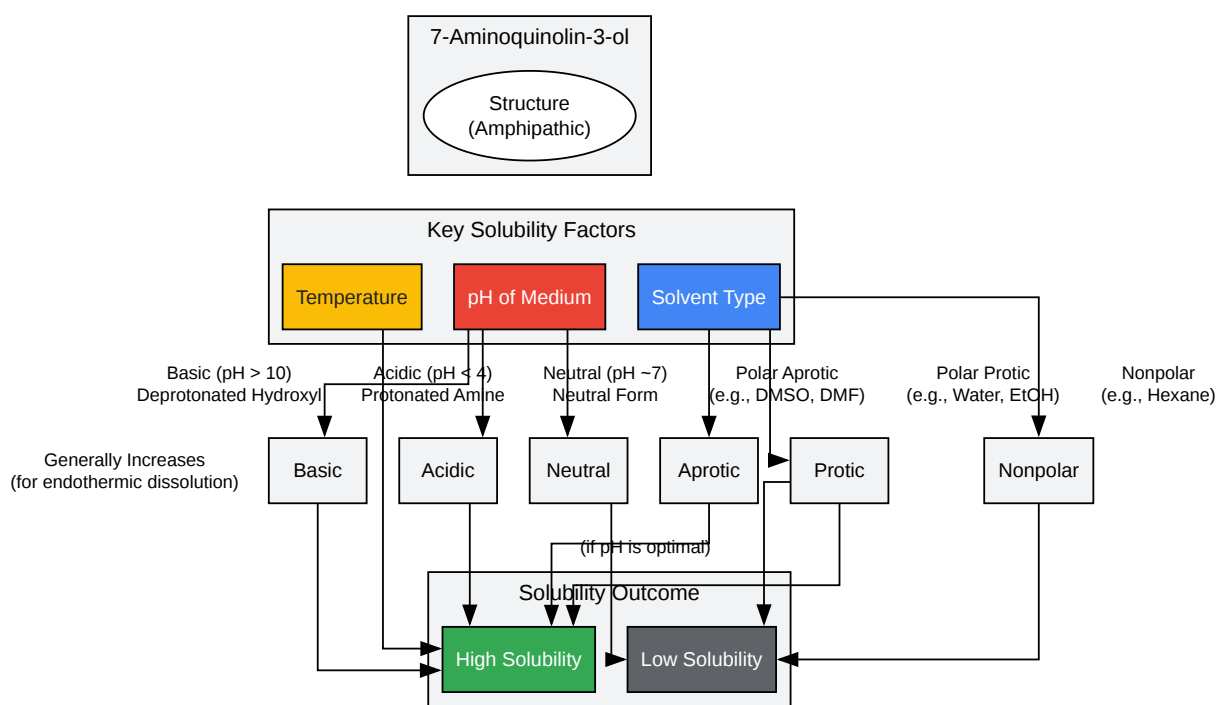 7-Aminoquinolin-3-ol
Structure
(Amphipathic)
Key Solubility Factors
Temperature
pH of Medium
Solvent Type
Basic (pH > 10)
Deprotonated Hydroxyl
Acidic (pH < 4)
Protonated Amine
Neutral (pH ~7)
Neutral Form
Polar Aprotic
(e.g., DMSO, DMF)
Polar Protic
(e.g., Water, EtOH)
Nonpolar
(e.g., Hexane)
Generally Increases
(for endothermic dissolution)
Basic
Acidic
Neutral
Aprotic
Protic
Nonpolar
(if pH is optimal)
Solubility Outcome
High Solubility
Low Solubility